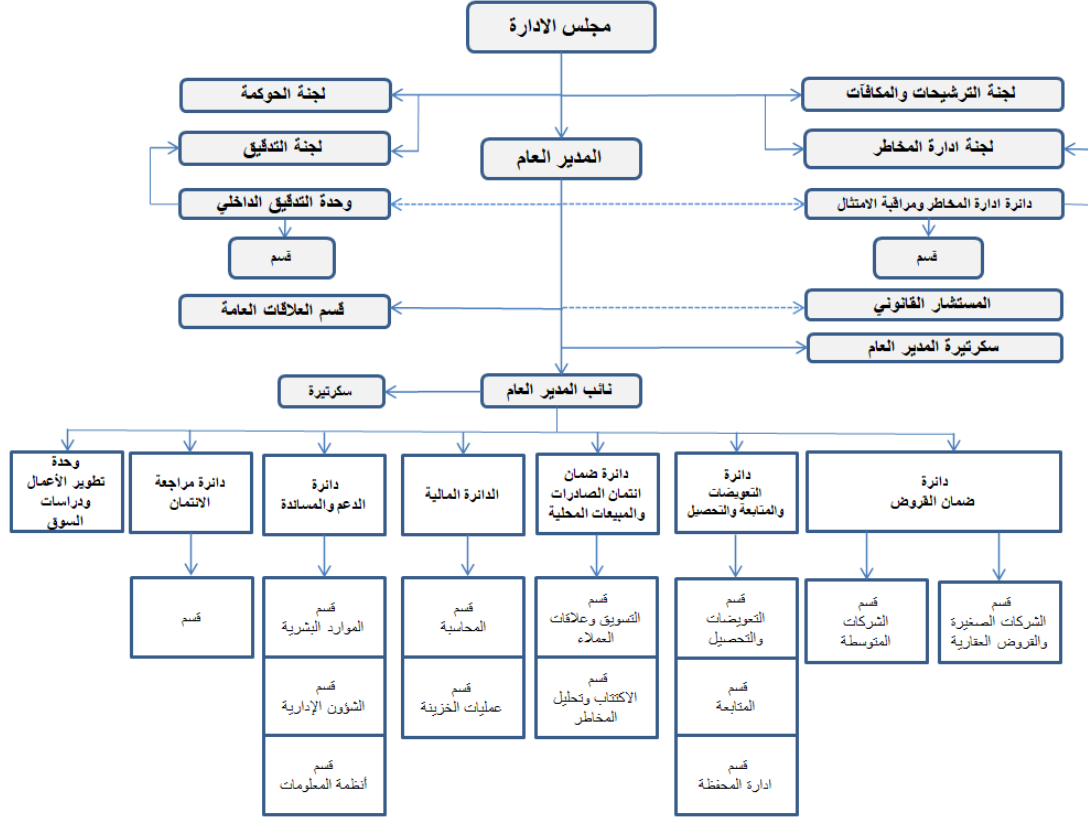 مجلس الادارة
لجنة الترشيحات والمكافآت
لجنة الحوكمة
لجنة ادارة المخاطر
المدير العام
لجنة التدقيق
دائرة ادارة المخاطر ومراقبة الامتثال
وحدة التدقيق الداخلي
قسم
قسم
المستشار القانوني
قسم العلاقات العامة
سكرتيرة المدير العام
نائب المدير العام
سكرتيرة
دائرة
ضمان القروض
دائرة
التعويضات
والمتابعة والتحصيل
دائرة ضمان
ائتمان الصادرات
والمبيعات المحلية
الدائرة المالية
دائرة
الدعم والمساندة
دائرة مراجعة
الائتمان
وحدة
تطوير الأعمال
ودراسات
السوق
قسم
الشركات الصغيرة
والقروض العقارية
قسم
الشركات
المتوسطة
قسم
التعويضات
والتحصيل
قسم
المتابعة
قسم
ادارة المحفظة
قسم
التسويق وعلاقات
العملاء
قسم
الاكتتاب وتحليل
المخاطر
قسم
المحاسبة
قسم
عمليات الخزينة
قسم
الموارد البشرية
قسم
الشؤون الإدارية
قسم
أنظمة المعلومات
قسم